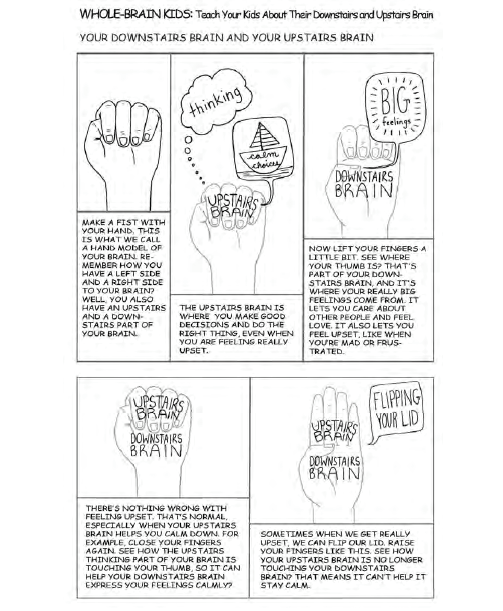 WHOLE-BRAIN KIDS: Teach Your Kids About Their Downstairs and Upstairs Brain
YOUR DOWNSTAIRS BRAIN AND YOUR UPSTAIRS BRAIN
MAKE A FIST WITH
YOUR HAND. THIS
IS WHAT WE CALL
A HAND MODEL OF
YOUR BRAIN. RE-
MEMBER HOW YOU
HAVE A LEFT SIDE
AND A RIGHT SIDE
TO YOUR BRAIN?
WELL, YOU ALSO
HAVE AN UPSTAIRS
AND A DOWN-
STAIRS PART OF
YOUR BRAIN.
thinking
calm
choices
UPSTAIRS
BRAIN
THE UPSTAIRS BRAIN IS
WHERE YOU MAKE GOOD
DECISIONS AND DO THE
RIGHT THING, EVEN WHEN
YOU ARE FEELING REALLY
UPSET.
BIG
feelings
DOWNSTAIRS
BRAIN
NOW LIFT YOUR FINGERS A
LITTLE BIT. SEE WHERE
YOUR THUMB IS? THAT'S
PART OF YOUR DOWN-
STAIRS BRAIN, AND IT'S
WHERE YOUR REALLY BIG
FEELINGS COME FROM. IT
LETS YOU CARE ABOUT
OTHER PEOPLE AND FEEL
LOVE. IT ALSO LETS YOU
FEEL UPSET, LIKE WHEN
YOU'RE MAD OR FRUS-
TRATED.
UPSTAIRS
BRAIN
DOWNSTAIRS
BRAIN
THERE'S NOTHING WRONG WITH
FEELING UPSET. THAT'S NORMAL,
ESPECIALLY WHEN YOUR UPSTAIRS
BRAIN HELPS YOU CALM DOWN. FOR
EXAMPLE, CLOSE YOUR FINGERS
AGAIN. SEE HOW THE UPSTAIRS
THINKING PART OF YOUR BRAIN IS
TOUCHING YOUR THUMB, SO IT CAN
HELP YOUR DOWNSTAIRS BRAIN
EXPRESS YOUR FEELINGS CALMLY?
FLIPPING
YOUR LID
UPSTAIRS
BRAIN
DOWNSTAIRS
BRAIN
SOMETIMES WHEN WE GET REALLY
UPSET, WE CAN FLIP OUR LID. RAISE
YOUR FINGERS LIKE THIS. SEE HOW
YOUR UPSTAIRS BRAIN IS NO LONGER
TOUCHING YOUR DOWNSTAIRS
BRAIN? THAT MEANS IT CAN'T HELP IT
STAY CALM.